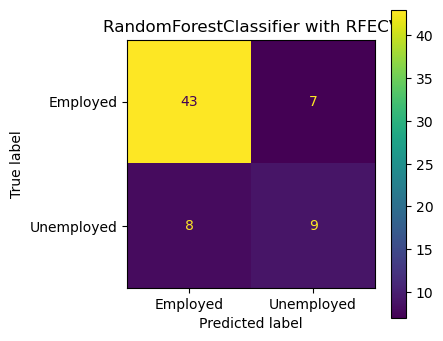 RandomForestClassifier with RFECV
True label
Employed
Unemployed
43
7
8
9
Employed
Unemployed
Predicted label
40
35
30
25
20
15
10